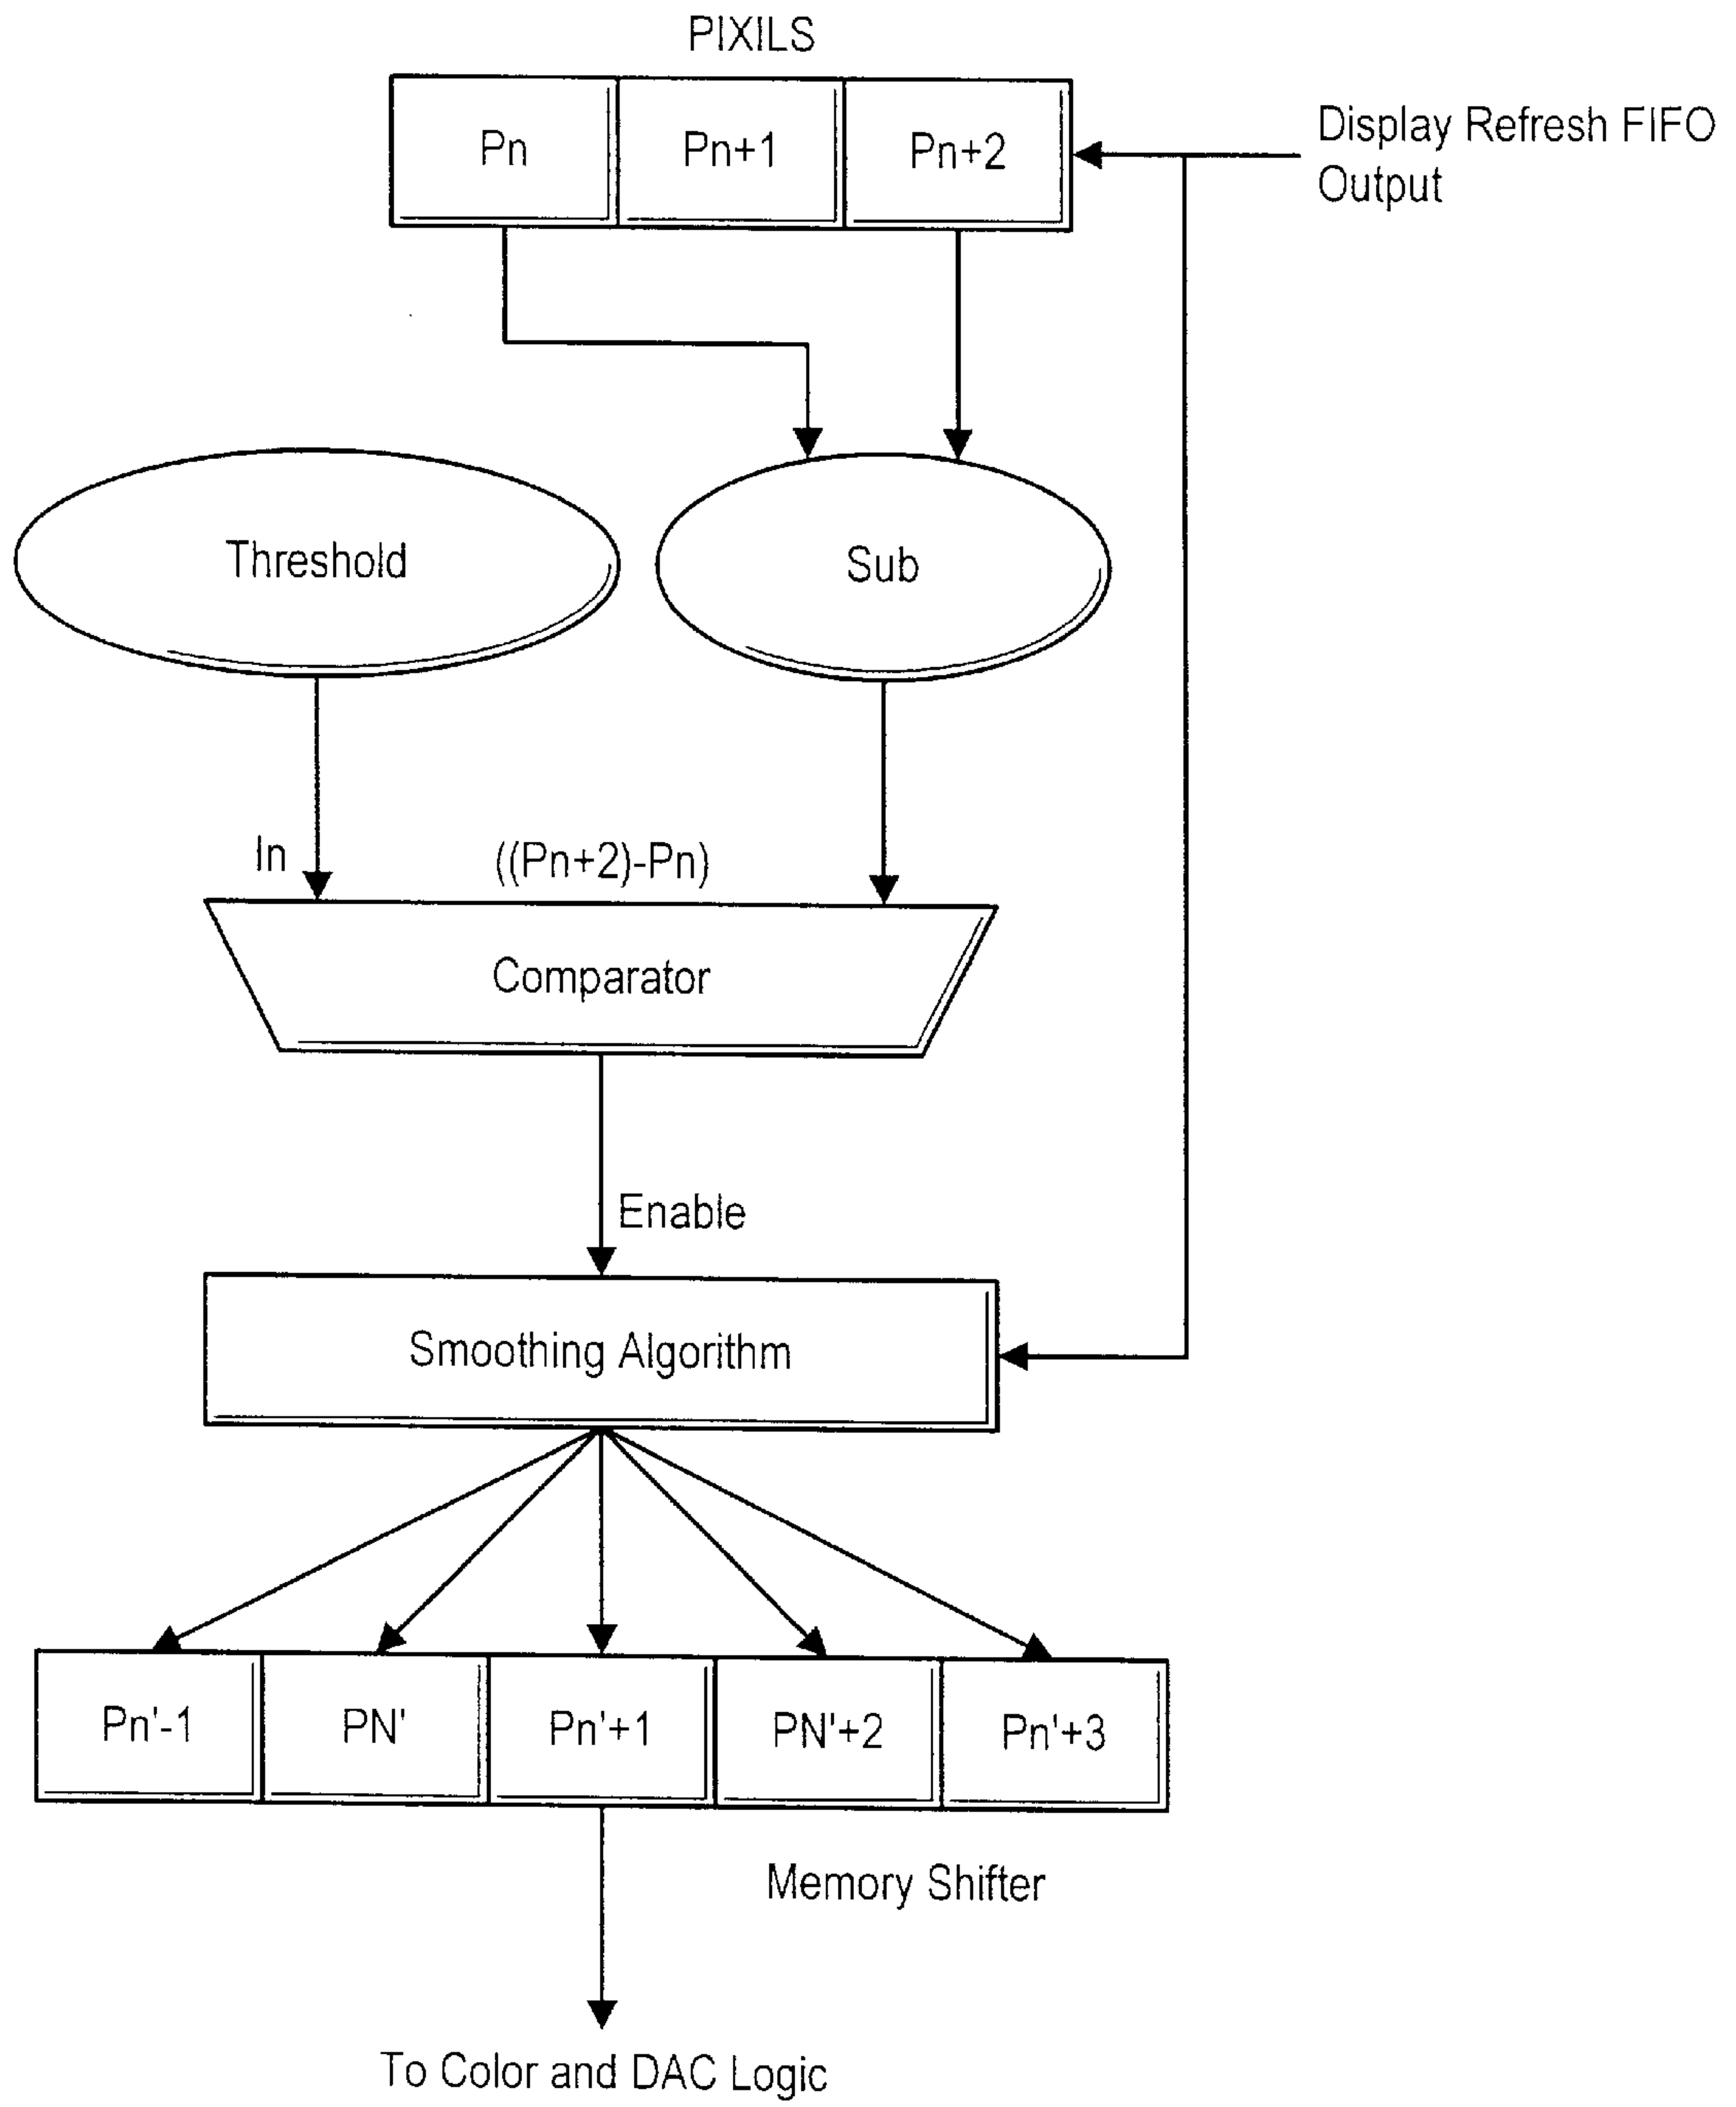 PIXILS
Pn
Pn+1
Pn+2
Display Refresh FIFO
Output
Threshold
Sub
In
((Pn+2)-Pn)
Comparator
Enable
Smoothing Algorithm
Pn'-1
PN'
Pn'+1
PN'+2
Pn'+3
Memory Shifter
To Color and DAC Logic